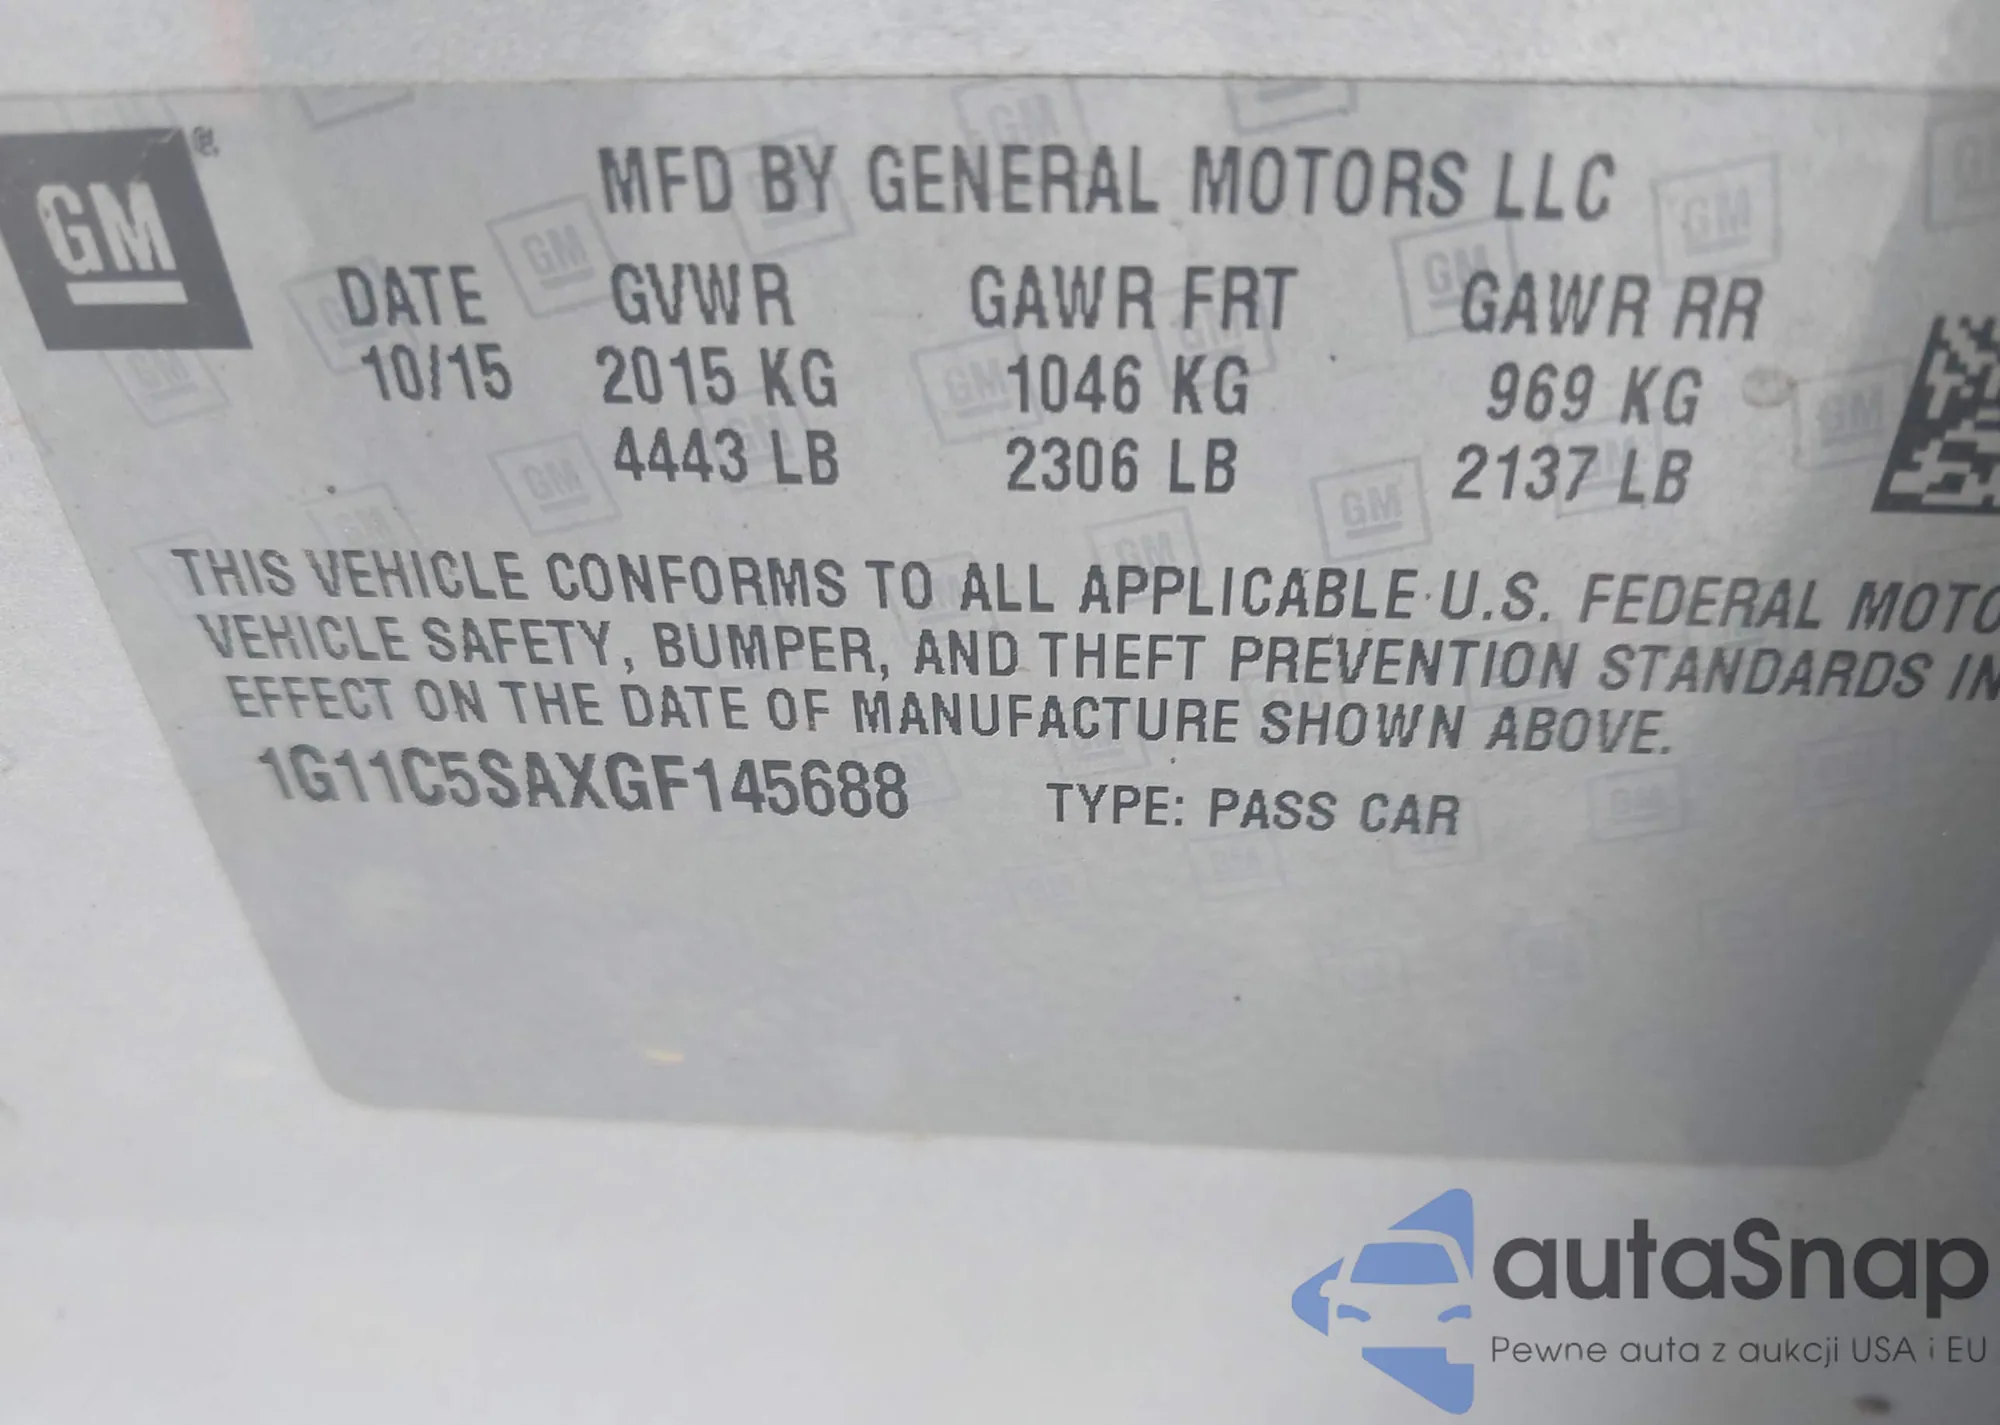 GM ®
MFD BY GENERAL MOTORS LLC
DATE GVWR GAWR FRT GAWR RR
10/15 2015 KG 1046 KG 969 KG
4443 LB 2306 LB 2137 LB
THIS VEHICLE CONFORMS TO ALL APPLICABLE U.S. FEDERAL MOTO
VEHICLE SAFETY, BUMPER, AND THEFT PREVENTION STANDARDS IN
EFFECT ON THE DATE OF MANUFACTURE SHOWN ABOVE.
1G11C5SAXGF145688 TYPE: PASS CAR
autaSnap
Pewne auta z aukcji USA i EU